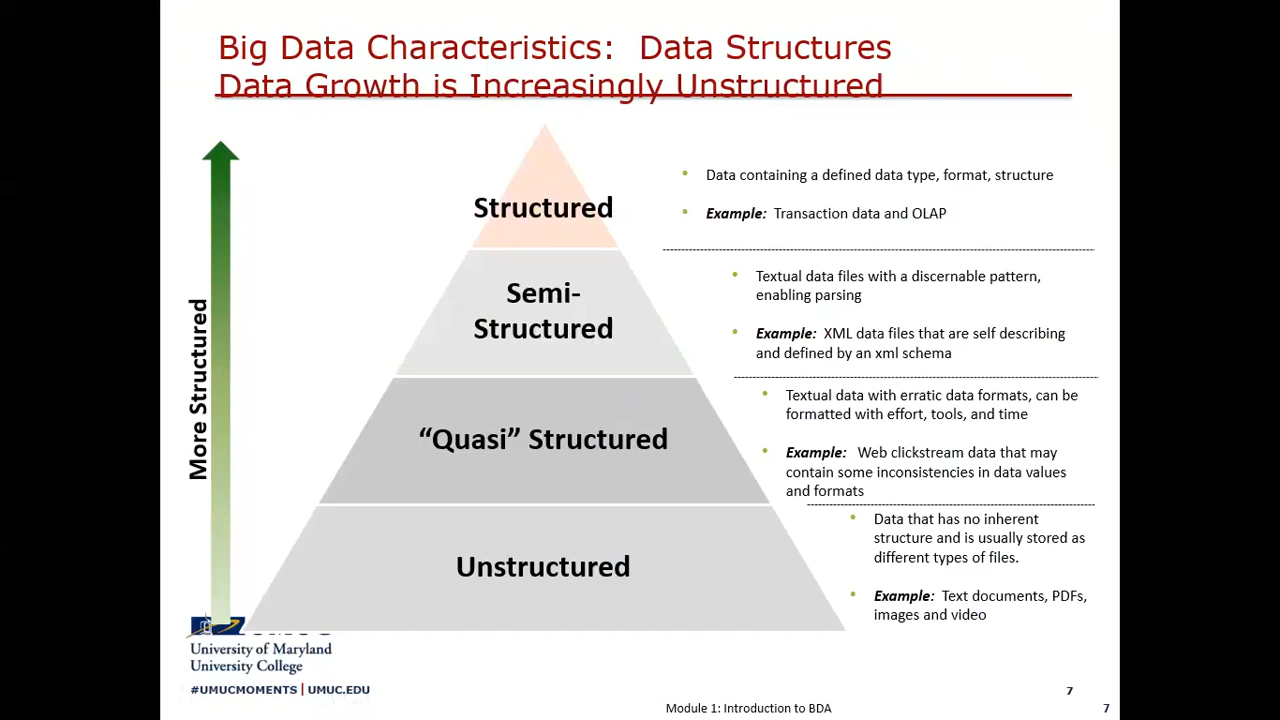 Big Data Characteristics: Data Structures
Data Growth is Increasingly Unstructured
More Structured
Structured
• Data containing a defined data type, format, structure
• Example: Transaction data and OLAP
Semi-
Structured
• Textual data files with a discernable pattern,
enabling parsing
• Example: XML data files that are self describing
and defined by an xml schema
“Quasi” Structured
• Textual data with erratic data formats, can be
formatted with effort, tools, and time
• Example: Web clickstream data that may
contain some inconsistencies in data values
and formats
Unstructured
• Data that has no inherent
structure and is usually stored as
different types of files.
• Example: Text documents, PDFs,
images and video
University of Maryland
University College
#UMUCMOMENTS | UMUC.EDU
7
Module 1: Introduction to BDA
7